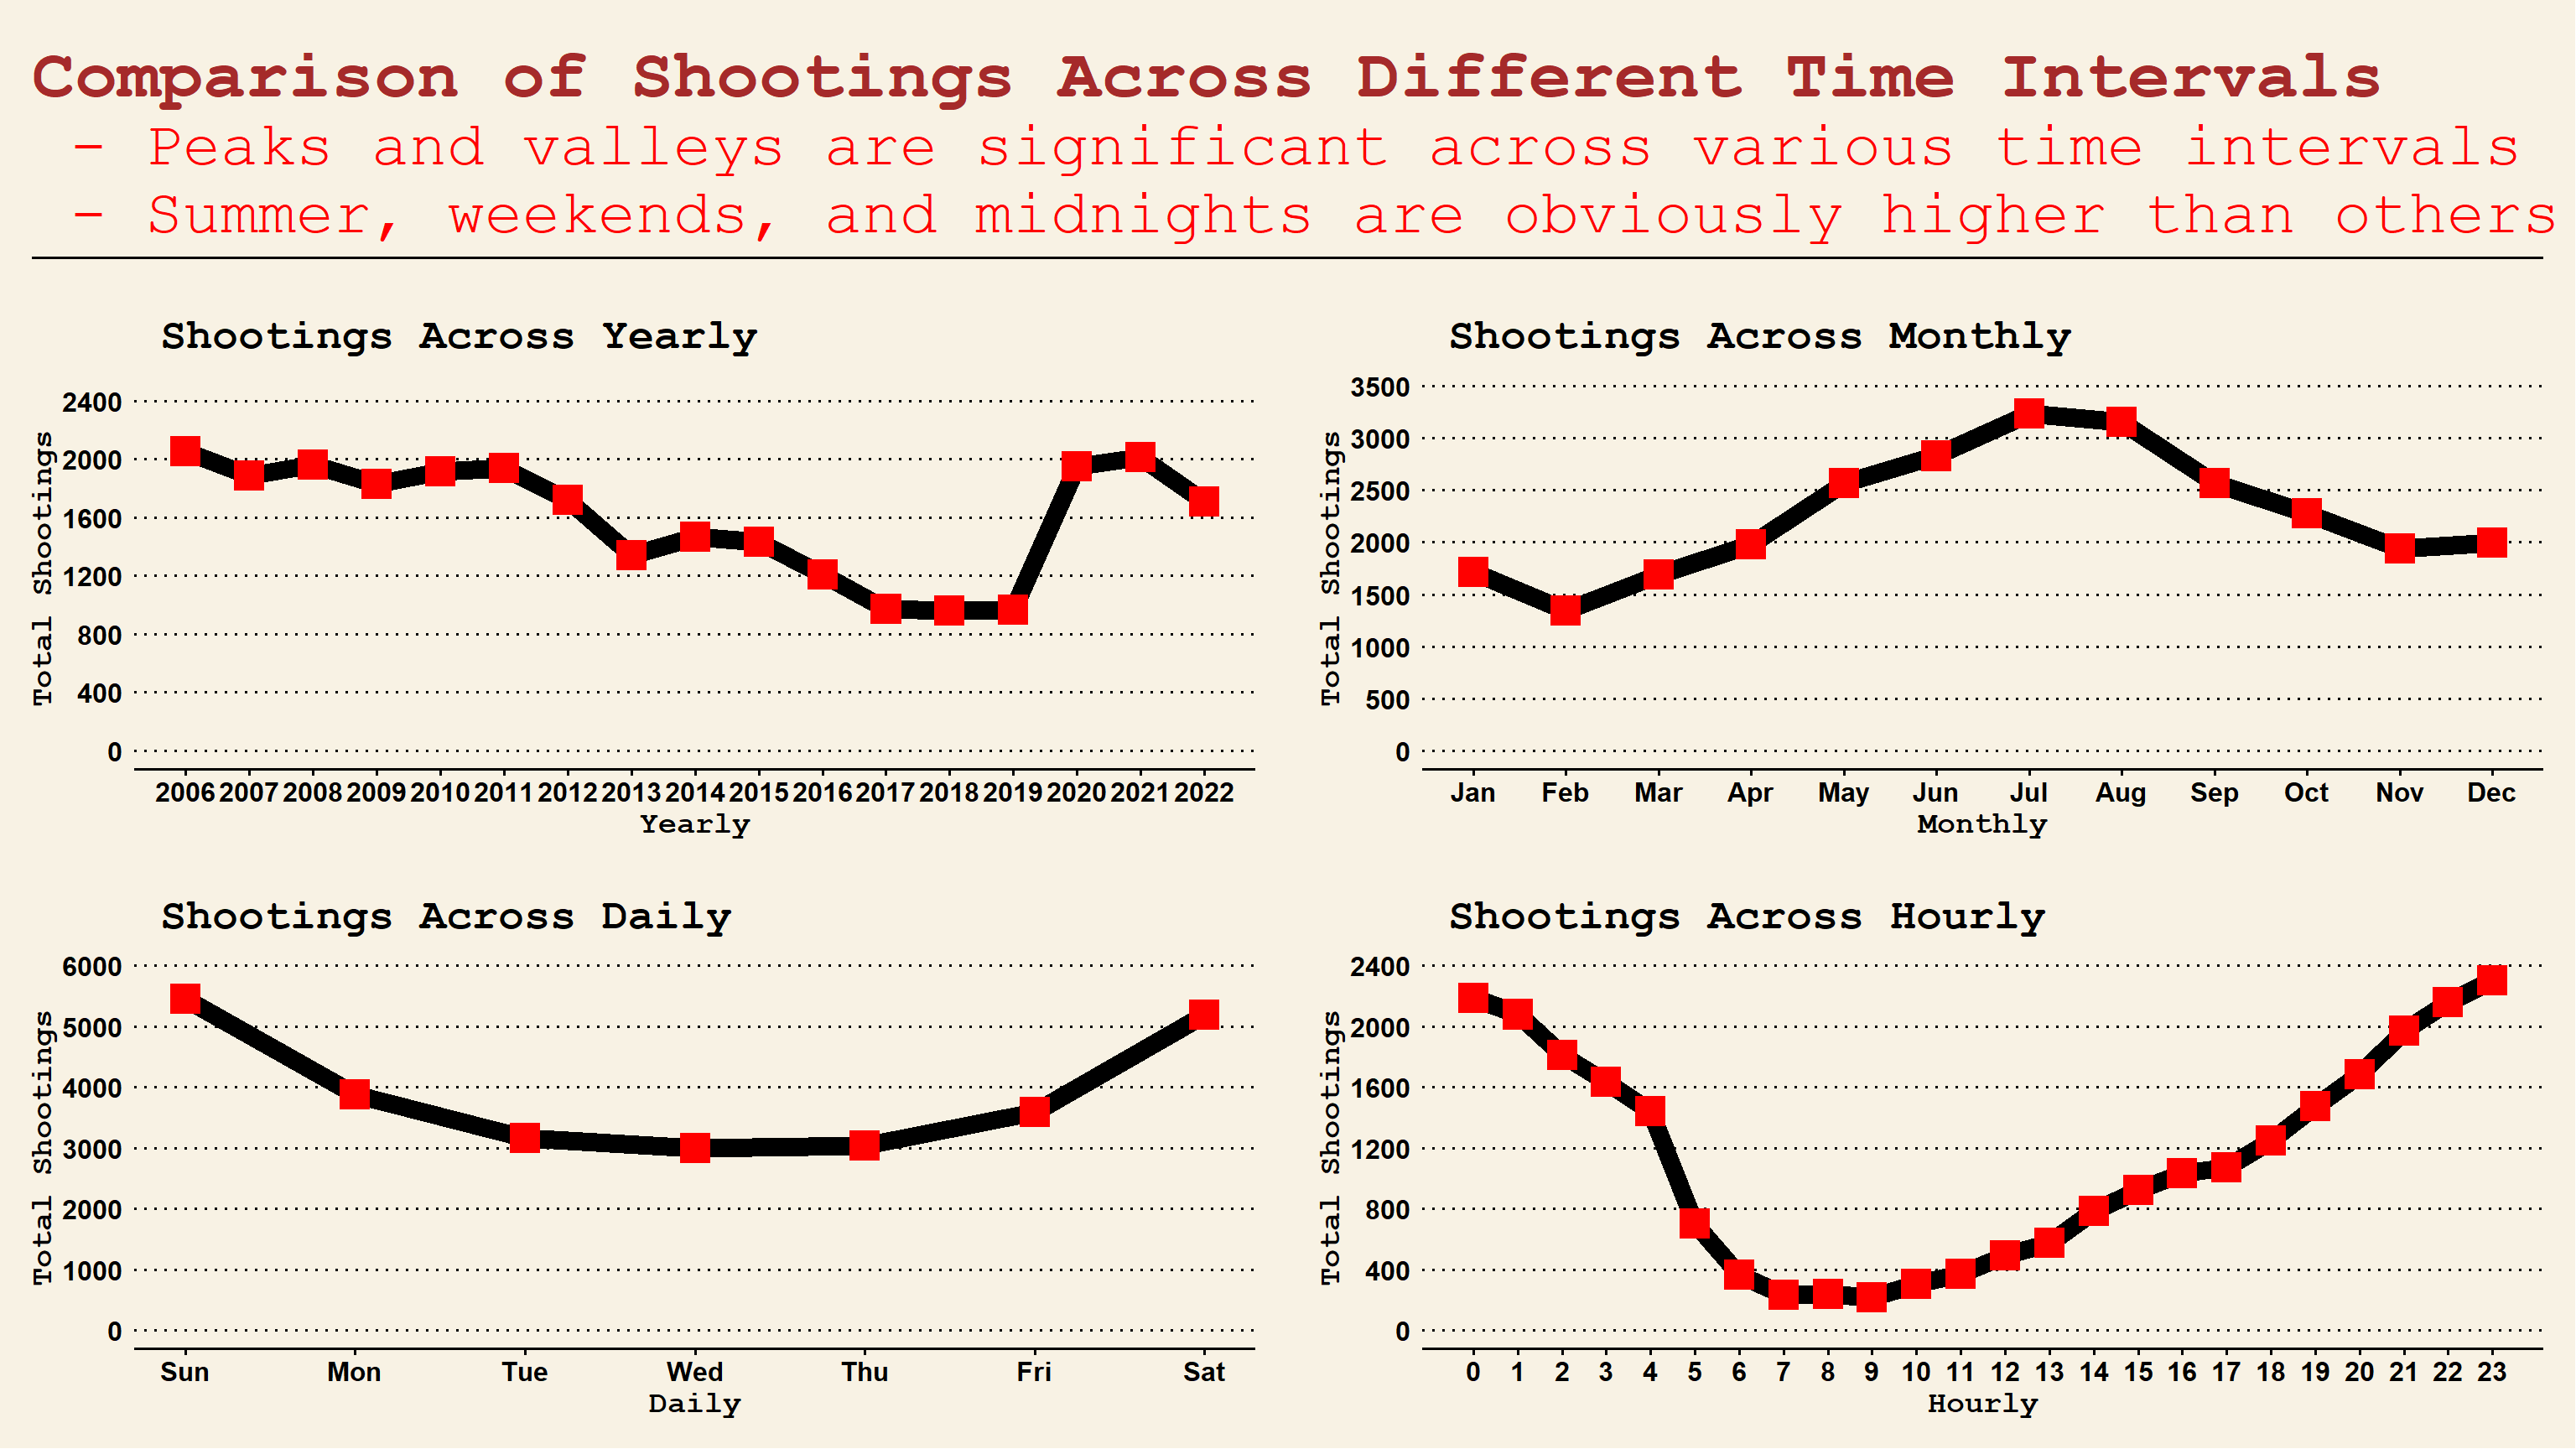 Comparison of Shootings Across Different Time Intervals
- Peaks and valleys are significant across various time intervals
- Summer, weekends, and midnights are obviously higher than others
Shootings Across Yearly
Total Shootings
2400
2000
1600
1200
800
400
0
2006 2007 2008 2009 2010 2011 2012 2013 2014 2015 2016 2017 2018 2019 2020 2021 2022
Yearly
Shootings Across Monthly
Total Shootings
3500
3000
2500
2000
1500
1000
500
0
Jan Feb Mar Apr May Jun Jul Aug Sep Oct Nov Dec
Monthly
Shootings Across Daily
Total Shootings
6000
5000
4000
3000
2000
1000
0
Sun Mon Tue Wed Thu Fri Sat
Daily
Shootings Across Hourly
Total Shootings
2400
2000
1600
1200
800
400
0
0 1 2 3 4 5 6 7 8 9 10 11 12 13 14 15 16 17 18 19 20 21 22 23
Hourly